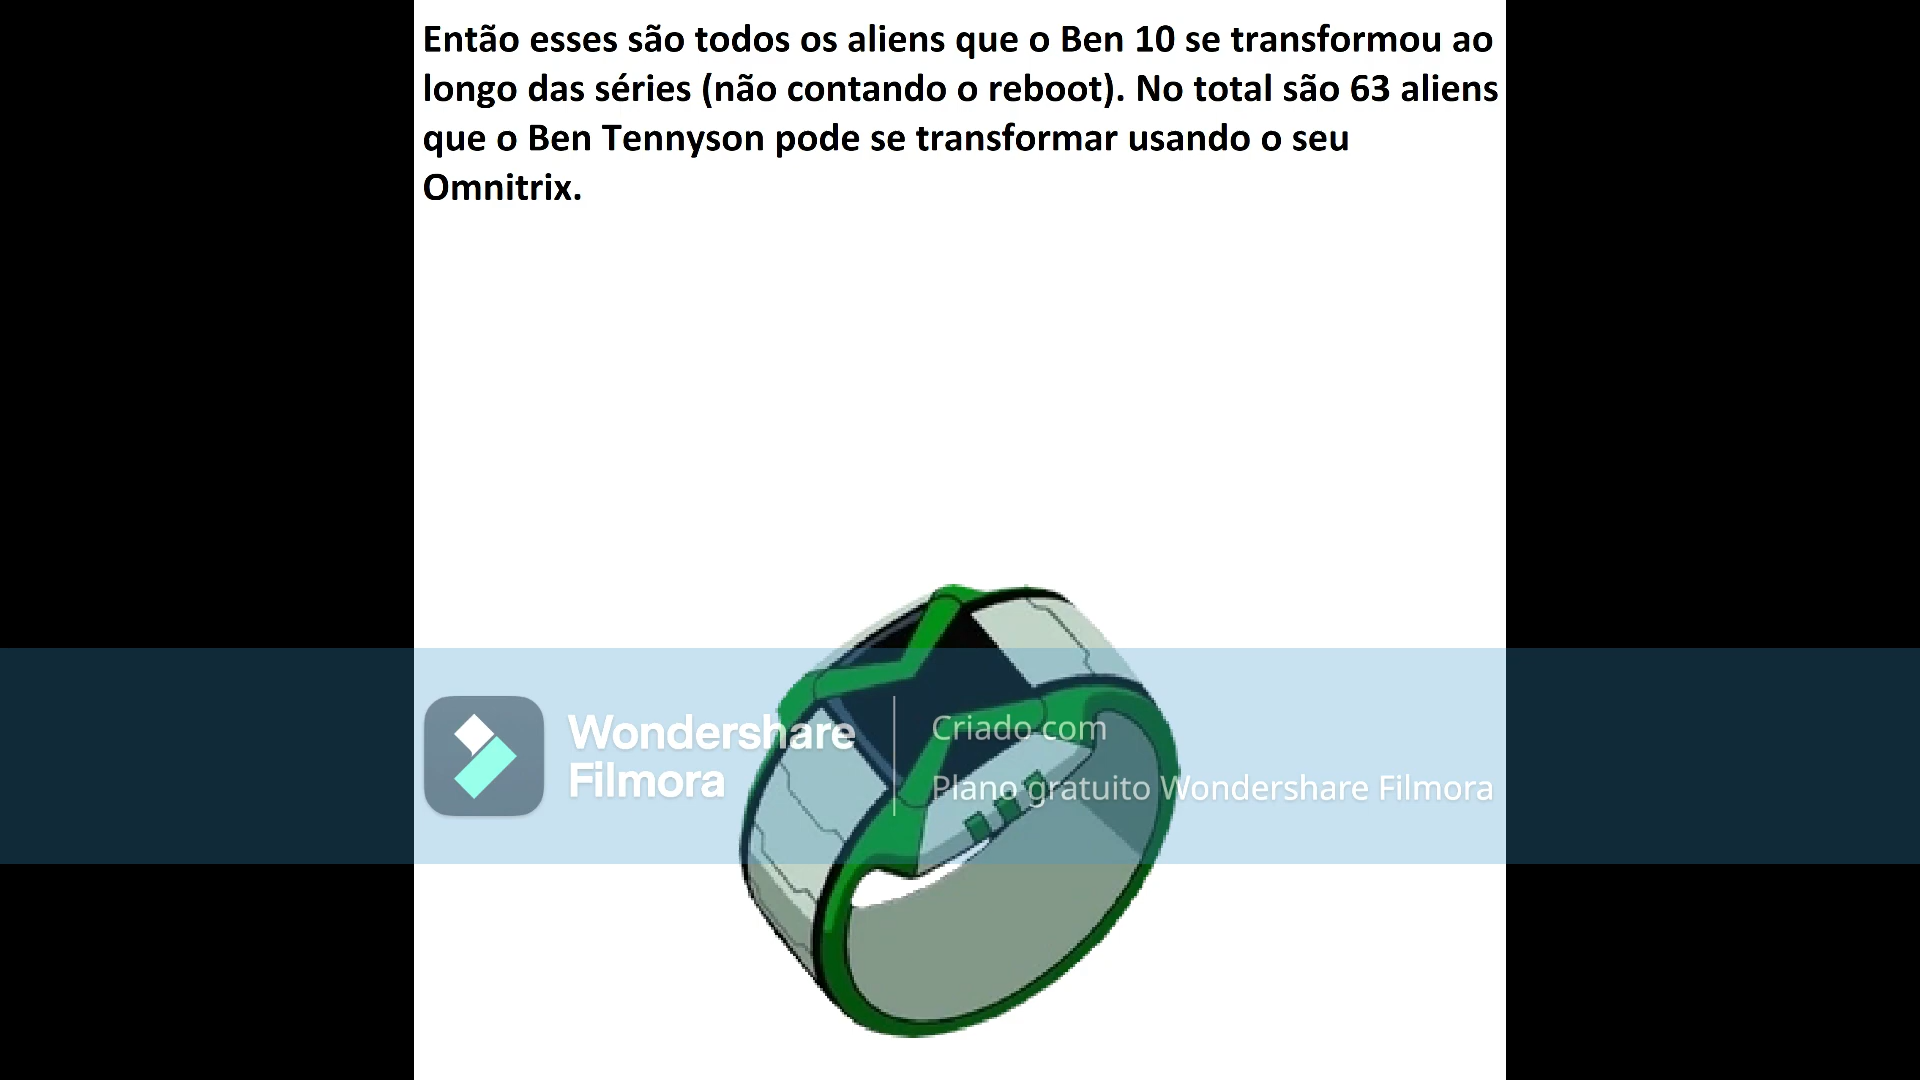 Então esses são todos os aliens que o Ben 10 se transformou ao
longo das séries (não contando o reboot). No total são 63 aliens
que o Ben Tennyson pode se transformar usando o seu
Omnitrix.
Wondershare
Filmora
Criado com
Plano gratuito Wondershare Filmora